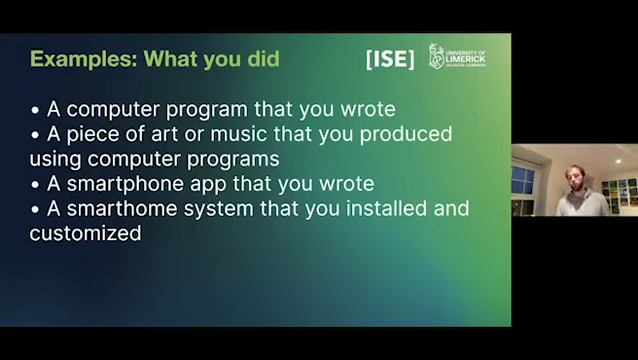 Examples: What you did
[ISE]
UNIVERSITY OF
LIMERICK
• A computer program that you wrote
• A piece of art or music that you produced
using computer programs
• A smartphone app that you wrote
• A smarthome system that you installed and
customized